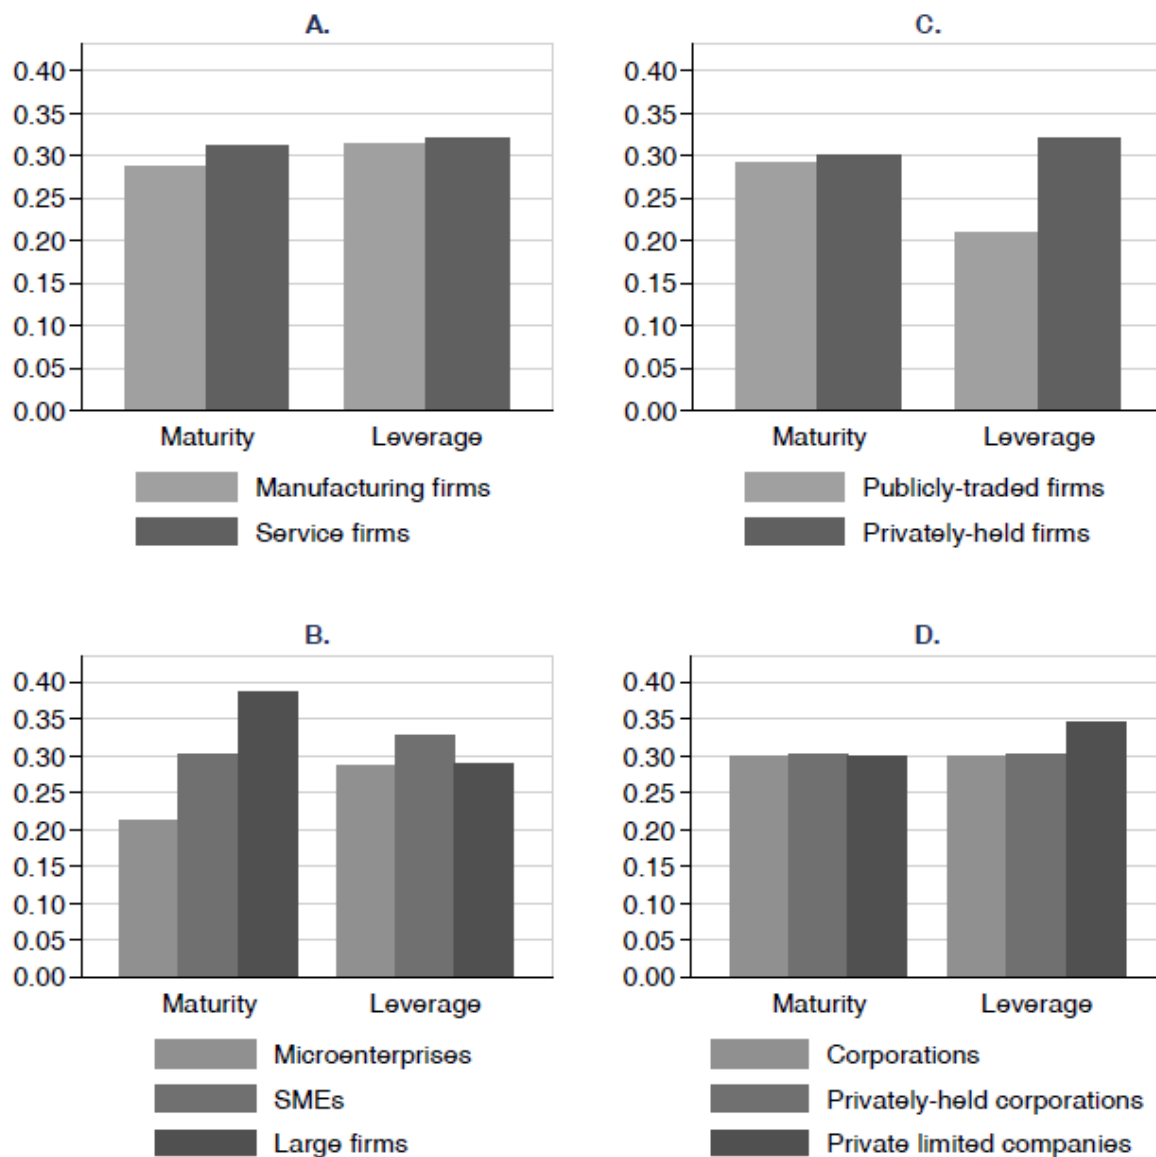 A.
0.40
0.35
0.30
0.25
0.20
0.15
0.10
0.05
0.00
Maturity Leverage
Manufacturing firms
Service firms
C.
0.40
0.35
0.30
0.25
0.20
0.15
0.10
0.05
0.00
Maturity Leverage
Publicly-traded firms
Privately-held firms
B.
0.40
0.35
0.30
0.25
0.20
0.15
0.10
0.05
0.00
Maturity Leverage
Microenterprises
SMEs
Large firms
D.
0.40
0.35
0.30
0.25
0.20
0.15
0.10
0.05
0.00
Maturity Leverage
Corporations
Privately-held corporations
Private limited companies